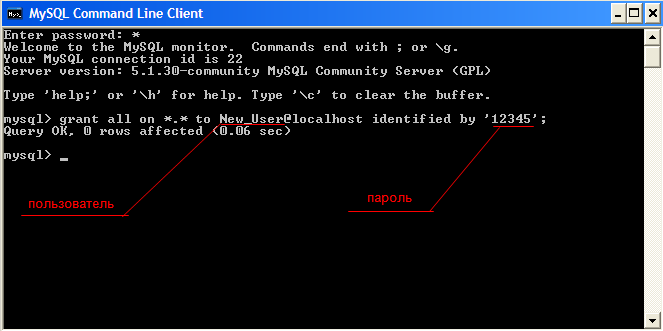 MySQL Command Line Client
Enter password: *
Welcome to the MySQL monitor.  Commands end with ; or \g.
Your MySQL connection id is 22
Server version: 5.1.30-community MySQL Community Server (GPL)
Type 'help;' or '\h' for help. Type '\c' to clear the buffer.
mysql> grant all on *.* to New_User@localhost identified by '12345';
Query OK, 0 rows affected (0.06 sec)
mysql> _
пользователь
пароль